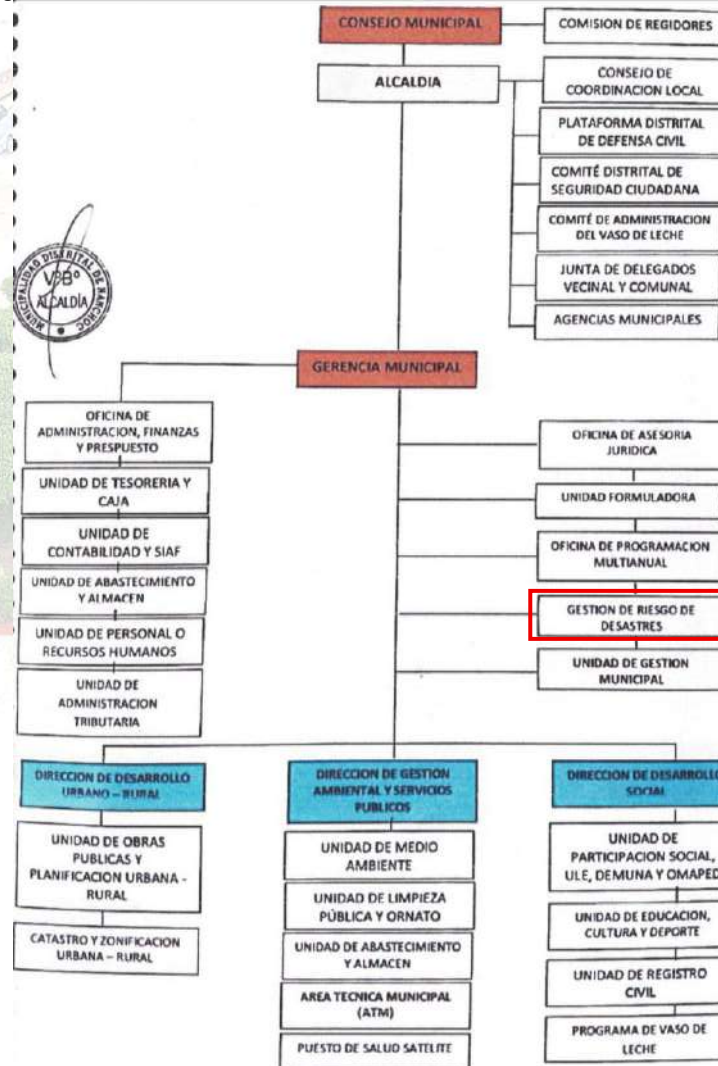 CONSEJO MUNICIPAL
COMISION DE REGIDORES
ALCALDIA
CONSEJO DE
COORDINACION LOCAL
PLATAFORMA DISTRITAL
DE DEFENSA CIVIL
COMITÉ DISTRITAL DE
SEGURIDAD CIUDADANA
COMITÉ DE ADMINISTRACION
DEL VASO DE LECHE
JUNTA DE DELEGADOS
VECINAL Y COMUNAL
AGENCIAS MUNICIPALES
MUNICIPALIDAD DISTRITAL DE NANCHOC
VºBº
ALCALDÍA
GERENCIA MUNICIPAL
OFICINA DE
ADMINISTRACION, FINANZAS
Y PRESPUESTO
UNIDAD DE TESORERIA Y
CAJA
UNIDAD DE
CONTABILIDAD Y SIAF
UNIDAD DE ABASTECIMIENTO
Y ALMACEN
UNIDAD DE PERSONAL O
RECURSOS HUMANOS
UNIDAD DE
ADMINISTRACION
TRIBUTARIA
OFICINA DE ASESORIA
JURIDICA
UNIDAD FORMULADORA
OFICINA DE PROGRAMACION
MULTIANUAL
GESTION DE RIESGO DE
DESASTRES
UNIDAD DE GESTION
MUNICIPAL
DIRECCION DE DESARROLLO
URBANO – RURAL
UNIDAD DE OBRAS
PUBLICAS Y
PLANIFICACION URBANA -
RURAL
CATASTRO Y ZONIFICACION
URBANA – RURAL
DIRECCION DE GESTION
AMBIENTAL Y SERVICIOS
PUBLICOS
UNIDAD DE MEDIO
AMBIENTE
UNIDAD DE LIMPIEZA
PÚBLICA Y ORNATO
UNIDAD DE ABASTECIMIENTO
Y ALMACEN
AREA TECNICA MUNICIPAL
(ATM)
PUESTO DE SALUD SATELITE
DIRECCION DE DESARROLLO
SOCIAL
UNIDAD DE
PARTICIPACION SOCIAL,
ULE, DEMUNA Y OMAPED
UNIDAD DE EDUCACION,
CULTURA Y DEPORTE
UNIDAD DE REGISTRO
CIVIL
PROGRAMA DE VASO DE
LECHE